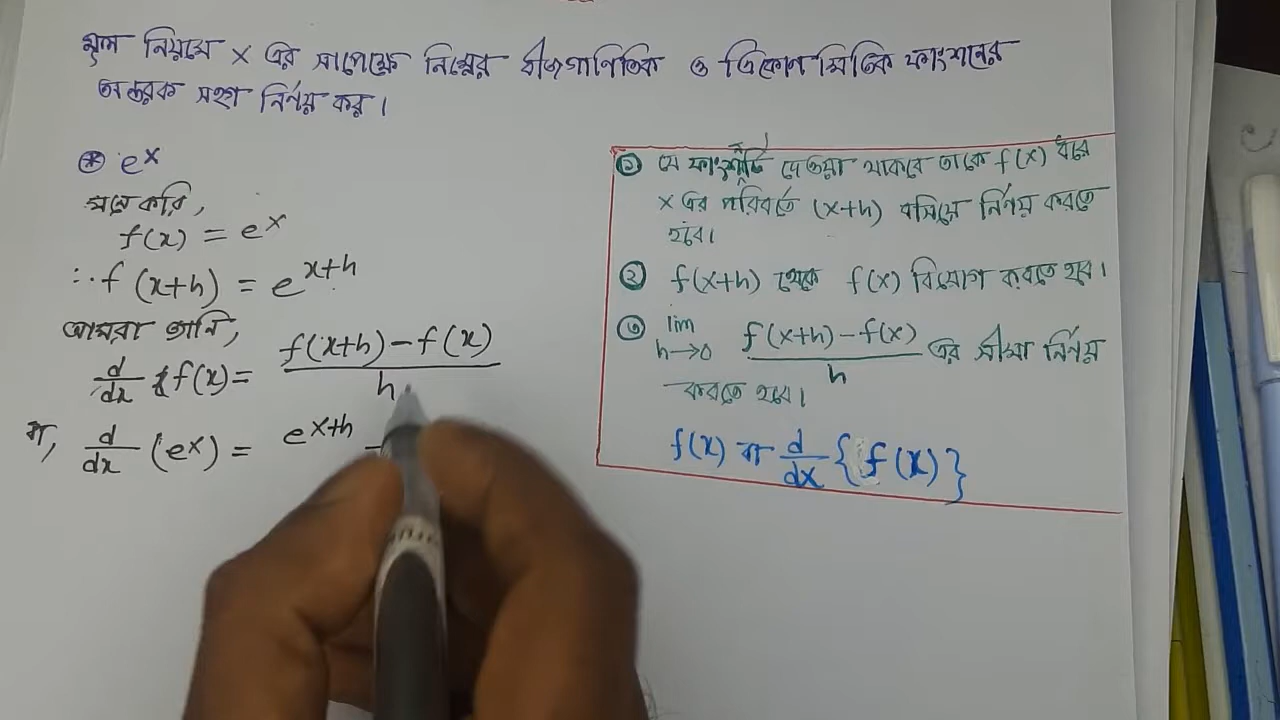 মূল নিয়মে x এর সাপেক্ষে নিম্নের বীজগাণিতিক ও ত্রিকোণমিতিক ফাংশনের
অন্তরক সহগ নির্ণয় কর।
* e^x
মনে করি,
f(x) = e^x
∴ f(x+h) = e^{x+h}
আমরা জানি,
d/dx f(x) = (f(x+h) − f(x))/h
বা, d/dx (e^x) = e^{x+h} −
① যে ফাংশনটি দেওয়া থাকবে তাকে f(x) ধরে
x এর পরিবর্তে (x+h) বসিয়ে নির্ণয় করতে
হবে।
② f(x+h) থেকে f(x) বিয়োগ করতে হবে।
③ lim h→0 (f(x+h) − f(x))/h এর সীমা নির্ণয়
করতে হবে।
f(x) বা d/dx {f(x)}